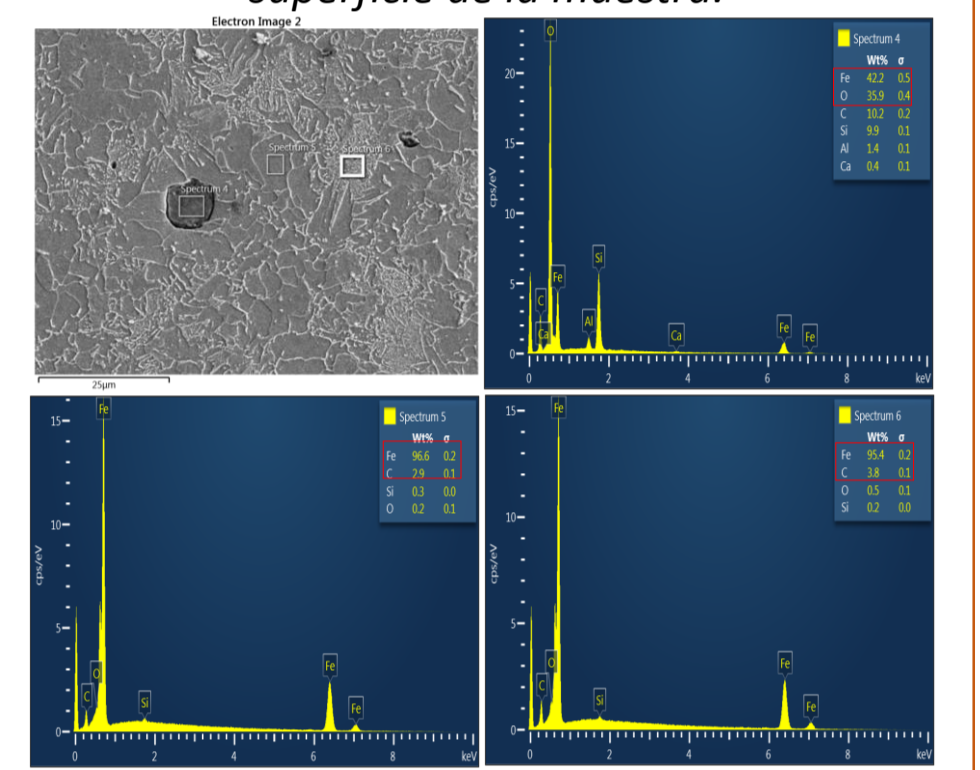 superficie de la muestra.
Electron Image 2
Spectrum 4
Spectrum 5
Spectrum 6
25µm
Spectrum 4
Wt% σ
Fe 42.2 0.5
O 35.9 0.4
C 10.2 0.2
Si 9.9 0.1
Al 1.4 0.1
Ca 0.4 0.1
cps/eV
20
15
10
5
0
O
C
Ca
Fe
Al
Si
Ca
Fe
Fe
0 2 4 6 8 keV
Spectrum 5
Wt% σ
Fe 96.6 0.2
C 2.9 0.1
Si 0.3 0.0
O 0.2 0.1
cps/eV
15
10
5
0
Fe
C
O
Si
Fe
Fe
0 2 4 6 8 keV
Spectrum 6
Wt% σ
Fe 95.4 0.2
C 3.8 0.1
O 0.5 0.1
Si 0.2 0.0
cps/eV
15
10
5
0
Fe
C
O
Si
Fe
Fe
0 2 4 6 8 keV